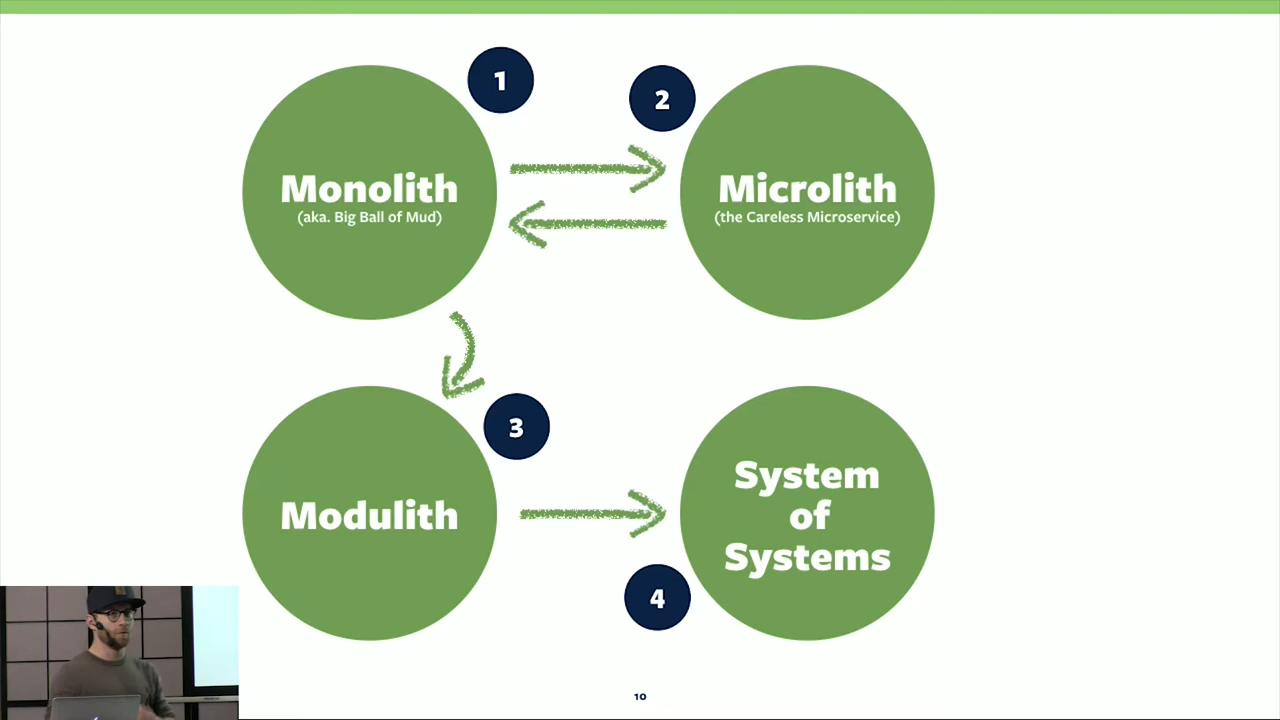 1
2
Monolith
(aka. Big Ball of Mud)
Microlith
(the Careless Microservice)
3
Modulith
System
of
Systems
4
10